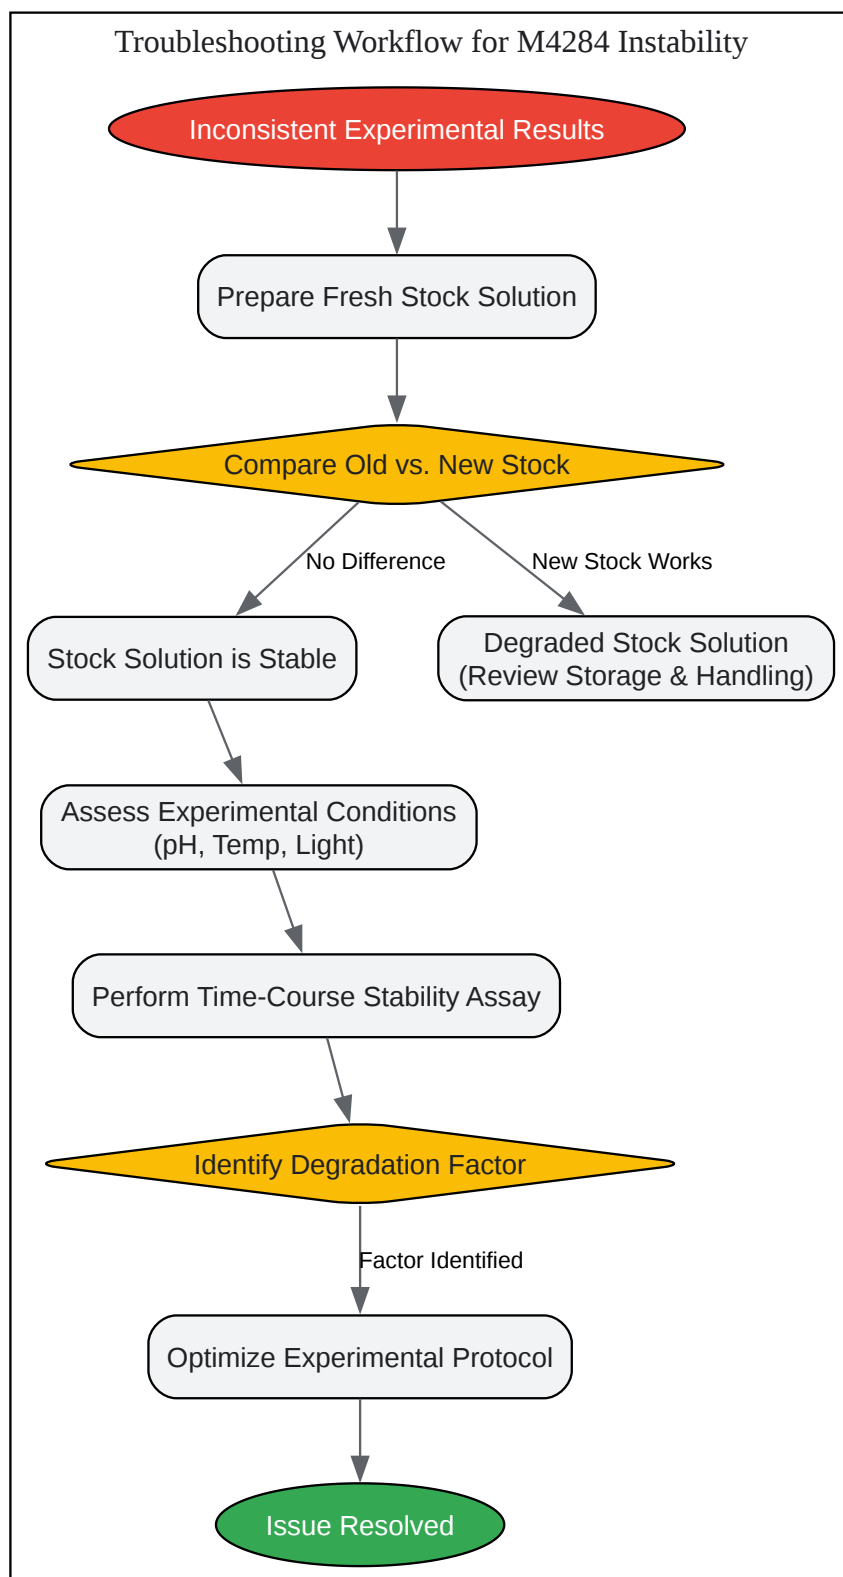 Troubleshooting Workflow for M4284 Instability
Inconsistent Experimental Results
Prepare Fresh Stock Solution
Compare Old vs. New Stock
No Difference
New Stock Works
Stock Solution is Stable
Degraded Stock Solution
(Review Storage & Handling)
Assess Experimental Conditions
(pH, Temp, Light)
Perform Time-Course Stability Assay
Identify Degradation Factor
Factor Identified
Optimize Experimental Protocol
Issue Resolved